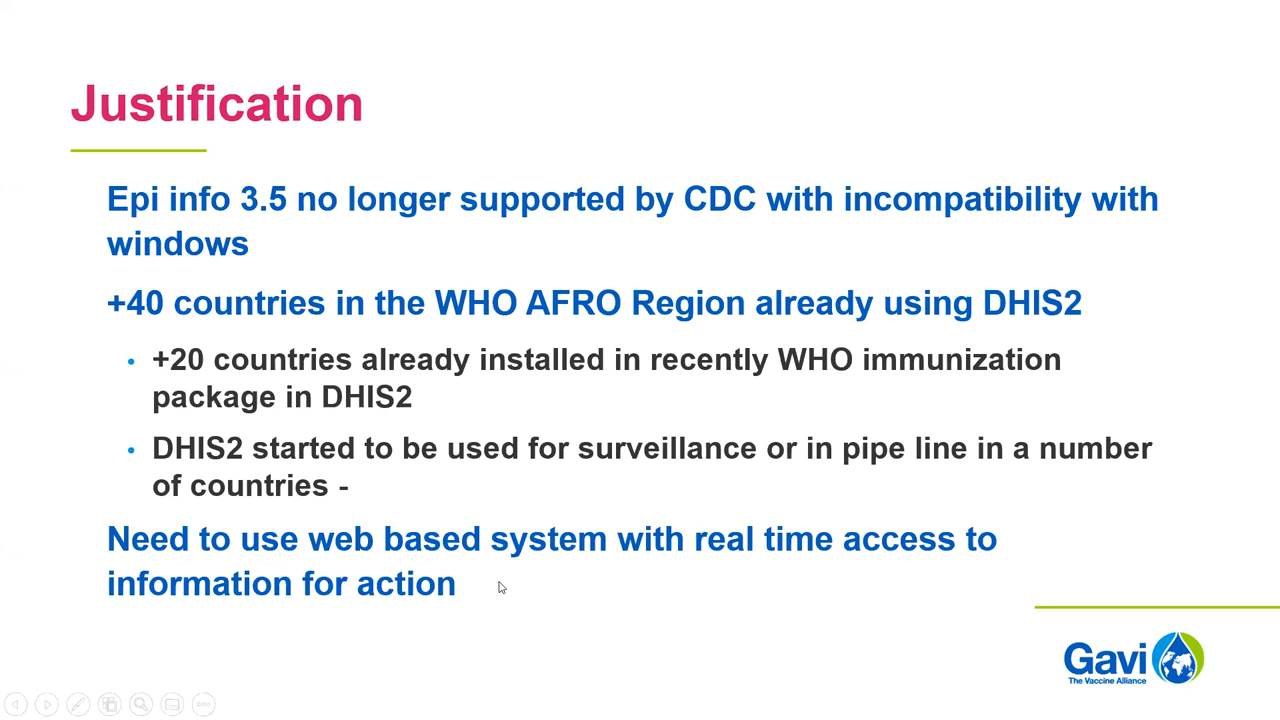 Justification
Epi info 3.5 no longer supported by CDC with incompatibility with
windows
+40 countries in the WHO AFRO Region already using DHIS2
• +20 countries already installed in recently WHO immunization
package in DHIS2
• DHIS2 started to be used for surveillance or in pipe line in a number
of countries -
Need to use web based system with real time access to
information for action
Gavi
The Vaccine Alliance